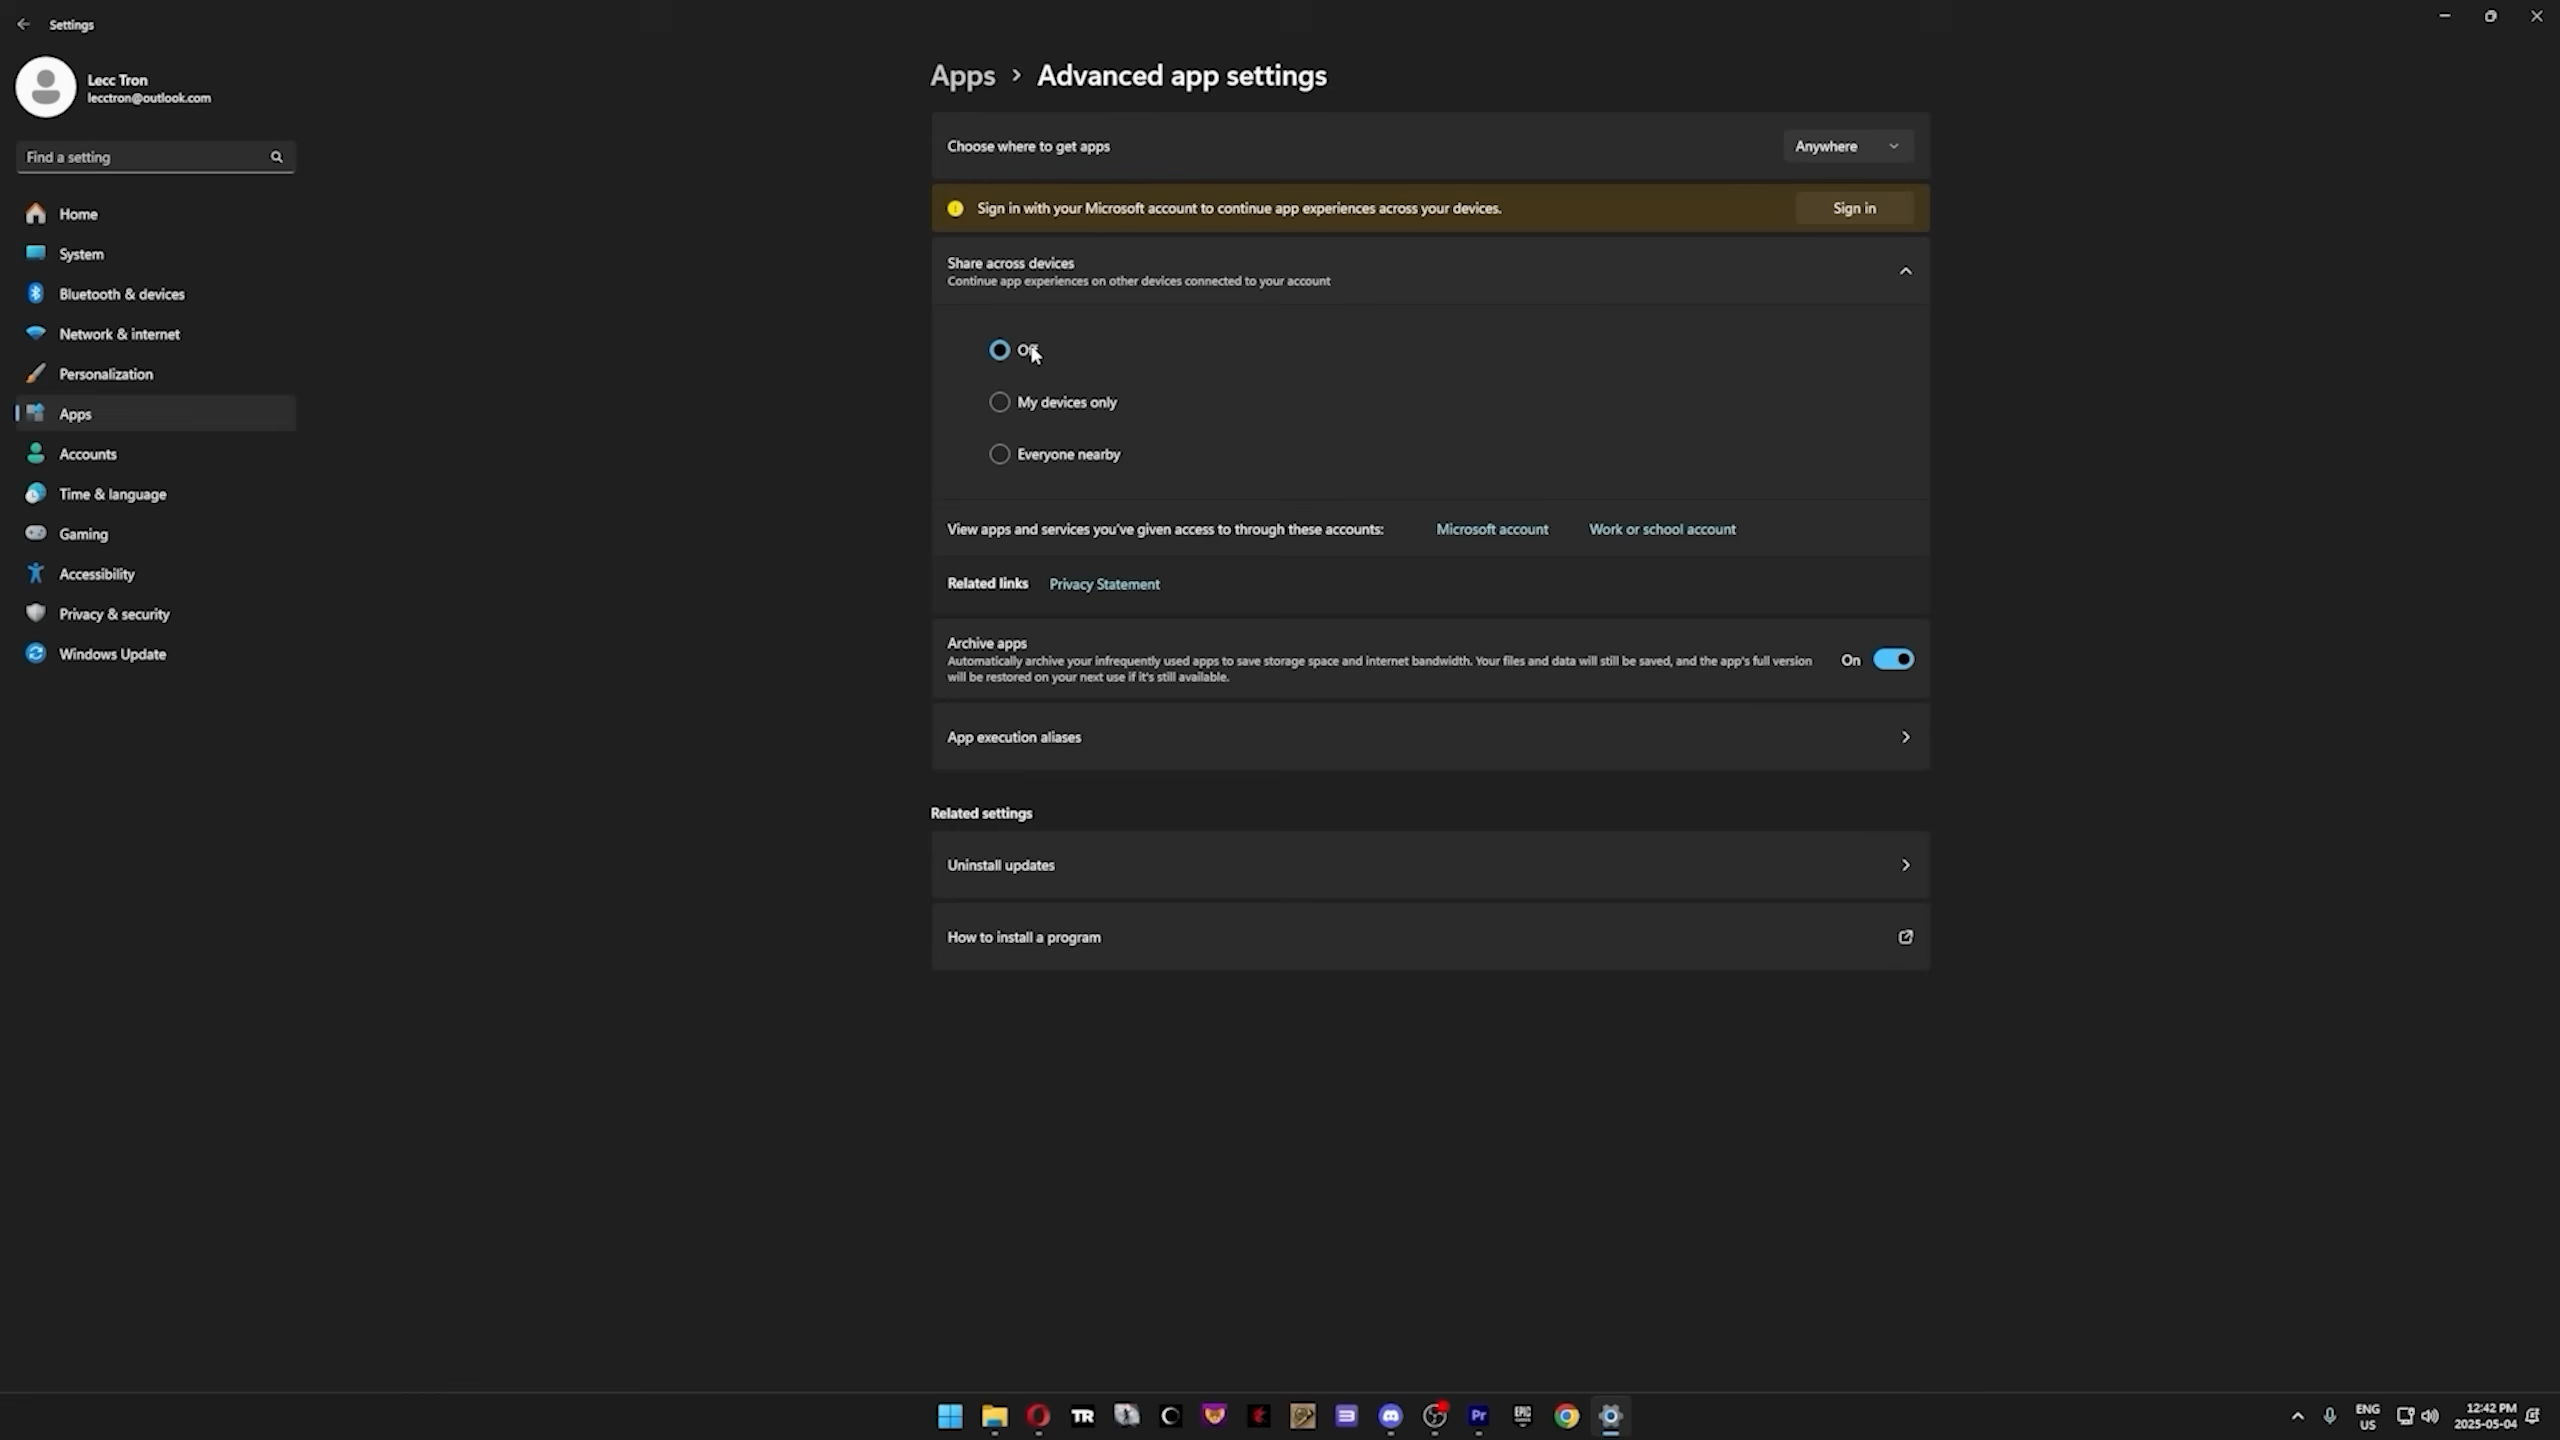 Settings
Lecc Tron
lecctron@outlook.com
Find a setting
Home
System
Bluetooth & devices
Network & internet
Personalization
Apps
Accounts
Time & language
Gaming
Accessibility
Privacy & security
Windows Update
Apps > Advanced app settings
Choose where to get apps
Anywhere
Sign in with your Microsoft account to continue app experiences across your devices.
Sign in
Share across devices
Continue app experiences on other devices connected to your account
Off
My devices only
Everyone nearby
View apps and services you've given access to through these accounts: Microsoft account Work or school account
Related links Privacy Statement
Archive apps
Automatically archive your infrequently used apps to save storage space and internet bandwidth. Your files and data will still be saved, and the app's full version
will be restored on your next use if it's still available.
On
App execution aliases
Related settings
Uninstall updates
How to install a program
TR
Pr
EPIC
ENG
US
12:42 PM
2025-05-04